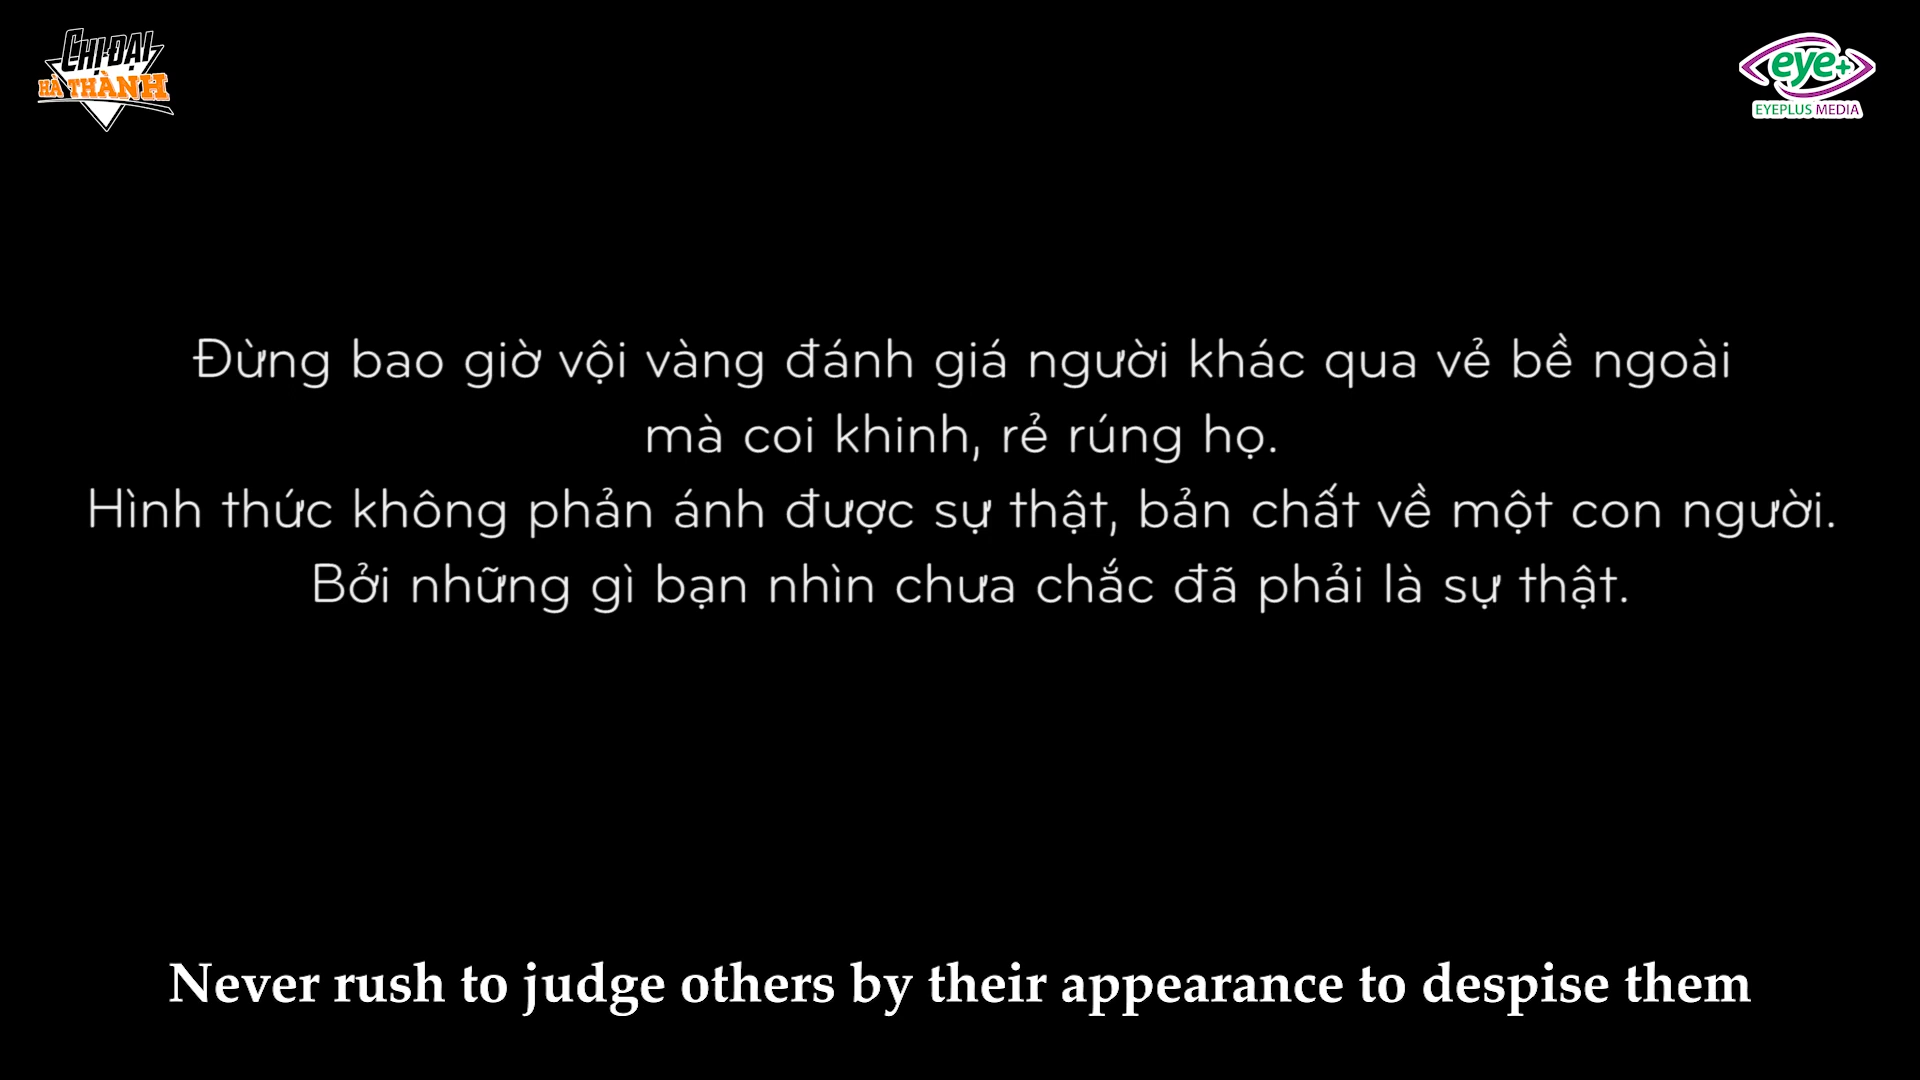 CHỊ ĐẠI
HÀ THÀNH
eye+
EYEPLUS MEDIA
Đừng bao giờ vội vàng đánh giá người khác qua vẻ bề ngoài
mà coi khinh, rẻ rúng họ.
Hình thức không phản ánh được sự thật, bản chất về một con người.
Bởi những gì bạn nhìn chưa chắc đã phải là sự thật.
Never rush to judge others by their appearance to despise them